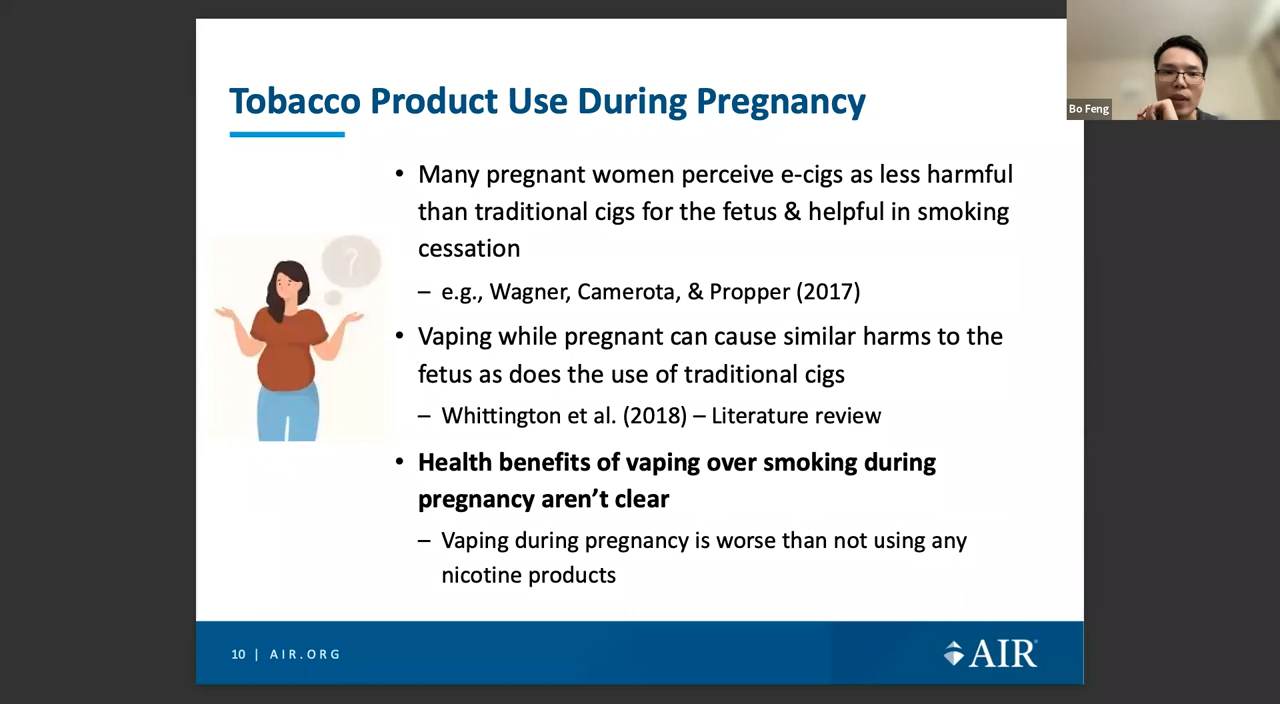 Tobacco Product Use During Pregnancy
Bo Feng
• Many pregnant women perceive e-cigs as less harmful
than traditional cigs for the fetus & helpful in smoking
cessation
– e.g., Wagner, Camerota, & Propper (2017)
• Vaping while pregnant can cause similar harms to the
fetus as does the use of traditional cigs
– Whittington et al. (2018) – Literature review
• Health benefits of vaping over smoking during
pregnancy aren’t clear
– Vaping during pregnancy is worse than not using any
nicotine products
?
10 | AIR.ORG
AIR®